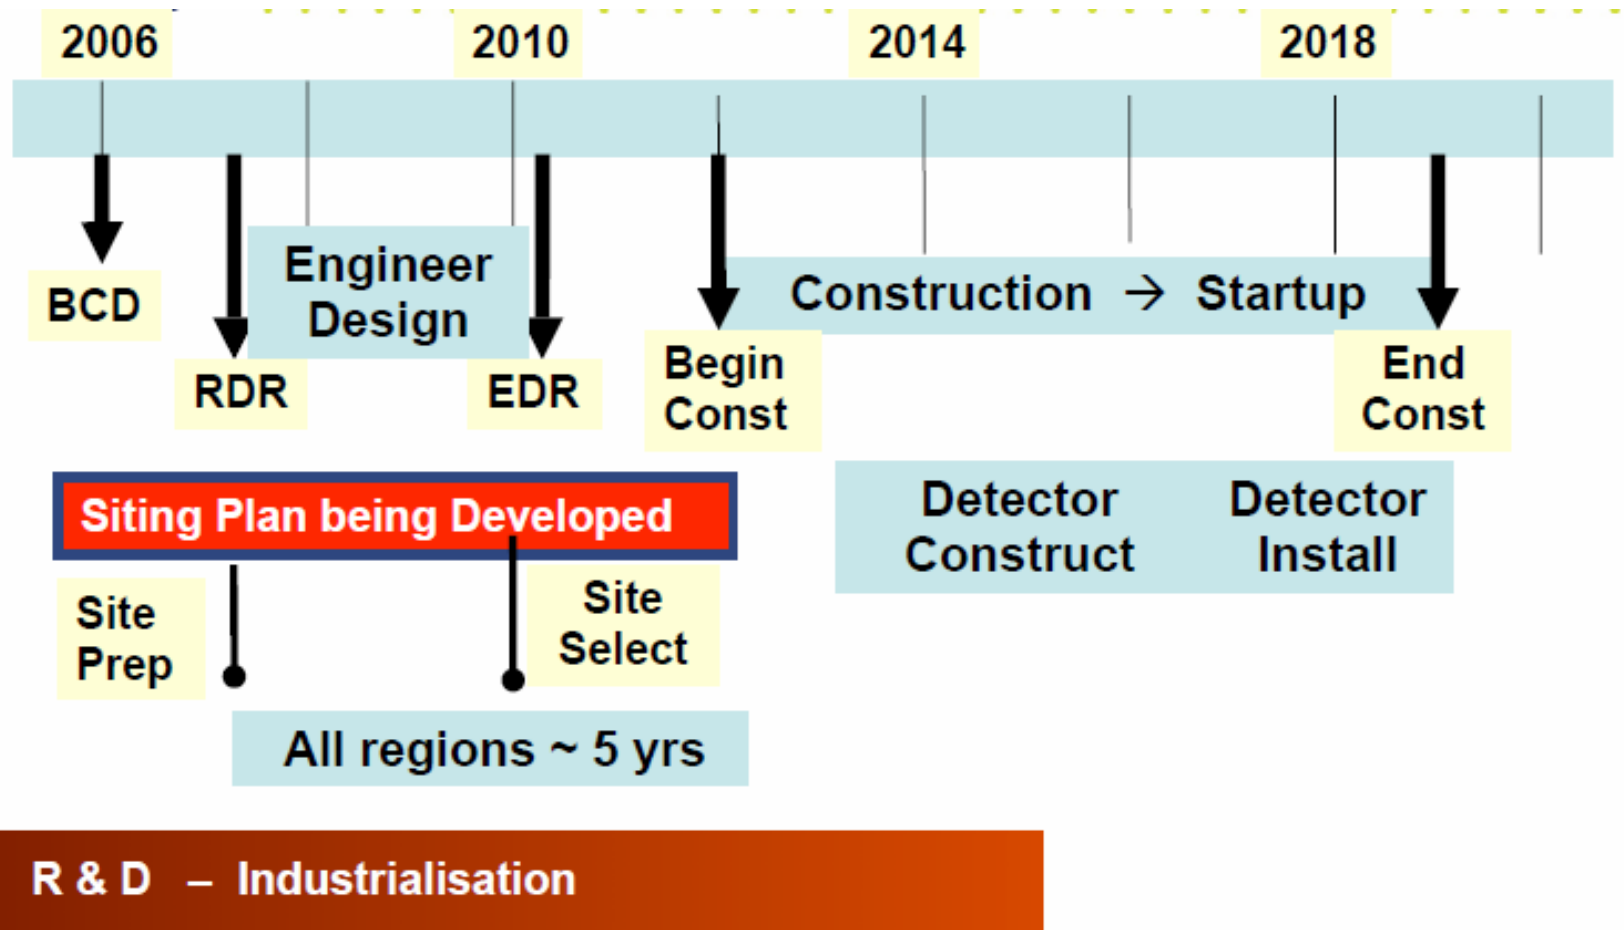 2006
2010
2014
2018
BCD
Engineer
Design
Construction → Startup
RDR
EDR
Begin
Const
End
Const
Siting Plan being Developed
Detector
Construct
Detector
Install
Site
Prep
Site
Select
All regions ~ 5 yrs
R & D – Industrialisation